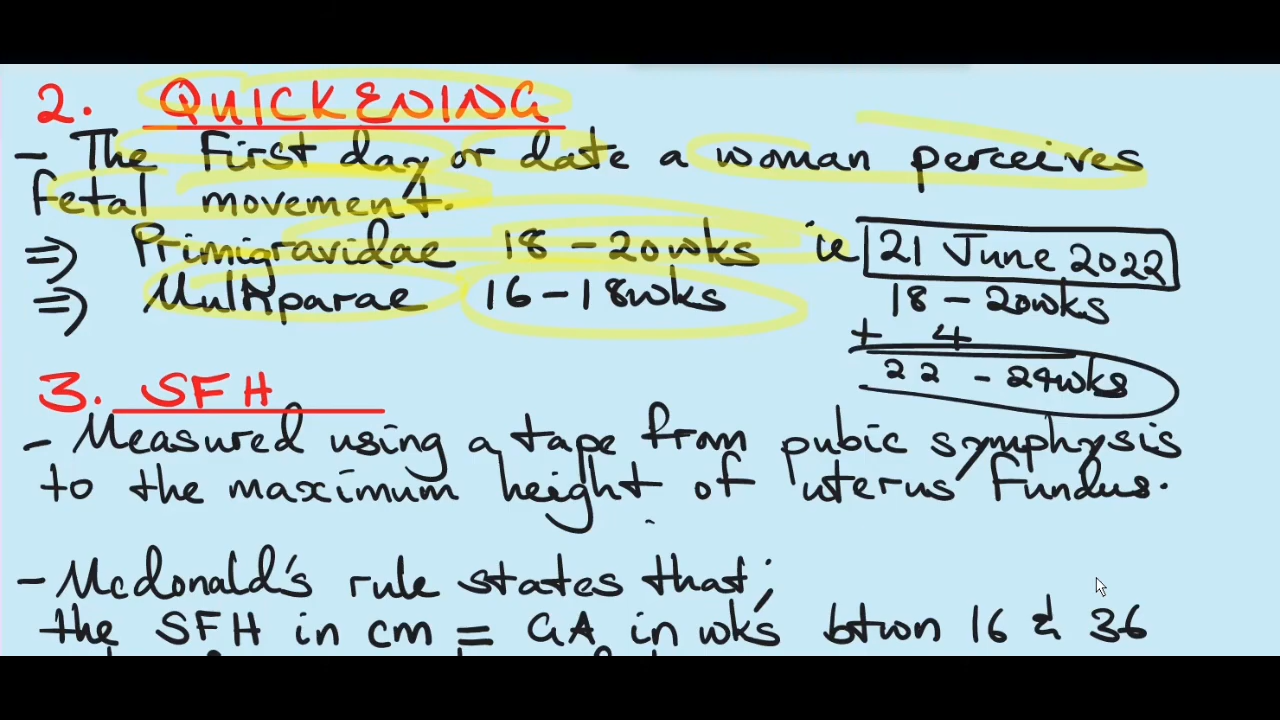 2. QUICKENING
- The First day or date a woman perceives
fetal movement.
=> Primigravidae 18 - 20wks ie 21 June 2022
=> Multiparae 16 - 18wks
18 - 20wks
+ 4
22 - 24wks
3. SFH
- Measured using a tape from pubic symphysis
to the maximum height of uterus fundus.
- Mcdonald's rule states that;
the SFH in cm = GA in wks btwn 16 & 36